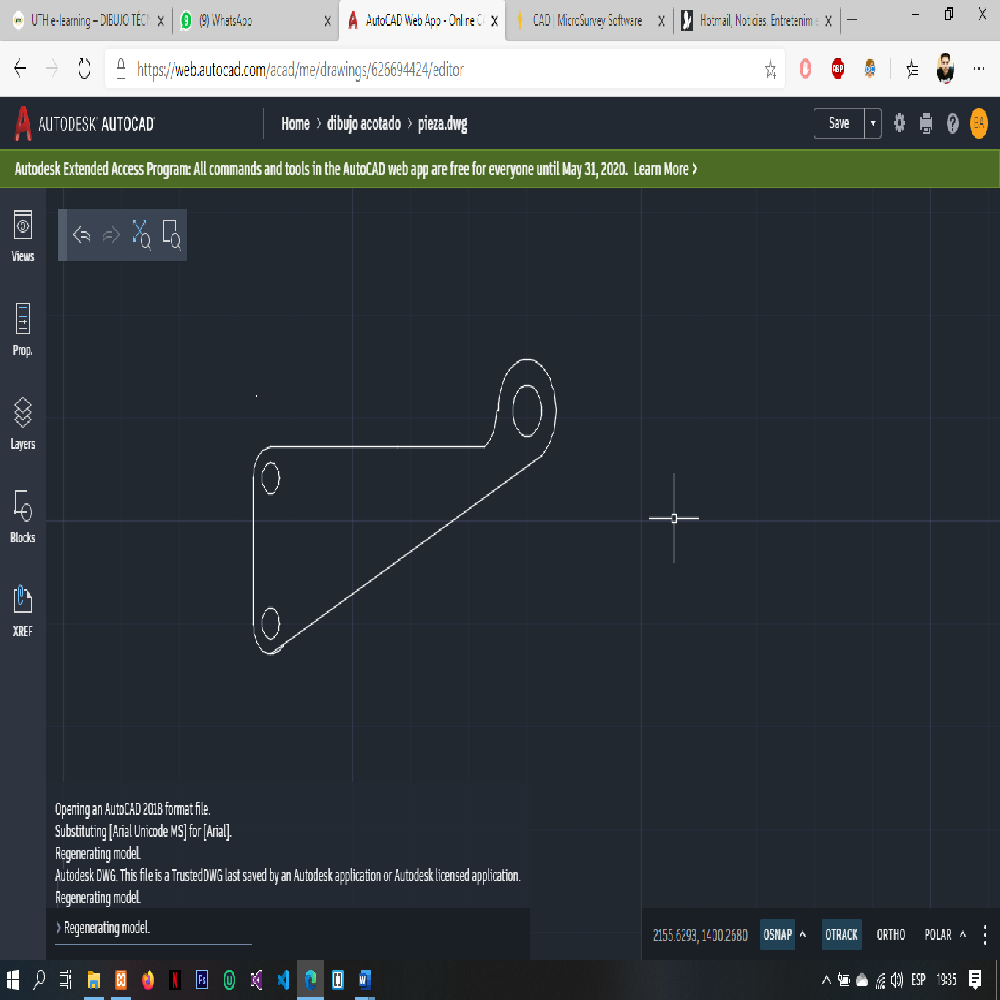 UTH e-learning – DIBUJO TÉCN
(9) WhatsApp
AutoCAD Web App - Online C
CAD | MicroSurvey Software
Hotmail, Noticias, Entretenim e
https://web.autocad.com/acad/me/drawings/626694424/editor
ABP
AUTODESK® AUTOCAD®
Home > dibujo acotado > pieza.dwg
Save
Autodesk Extended Access Program: All commands and tools in the AutoCAD web app are free for everyone until May 31, 2020. Learn More >
Views
Prop.
Layers
Blocks
XREF
Opening an AutoCAD 2018 format file.
Substituting [Arial Unicode MS] for [Arial].
Regenerating model.
Autodesk DWG. This file is a TrustedDWG last saved by an Autodesk application or Autodesk licensed application.
Regenerating model.
> Regenerating model.
2155.6293, 1400.2680 OSNAP OTRACK ORTHO POLAR
ESP 19:35